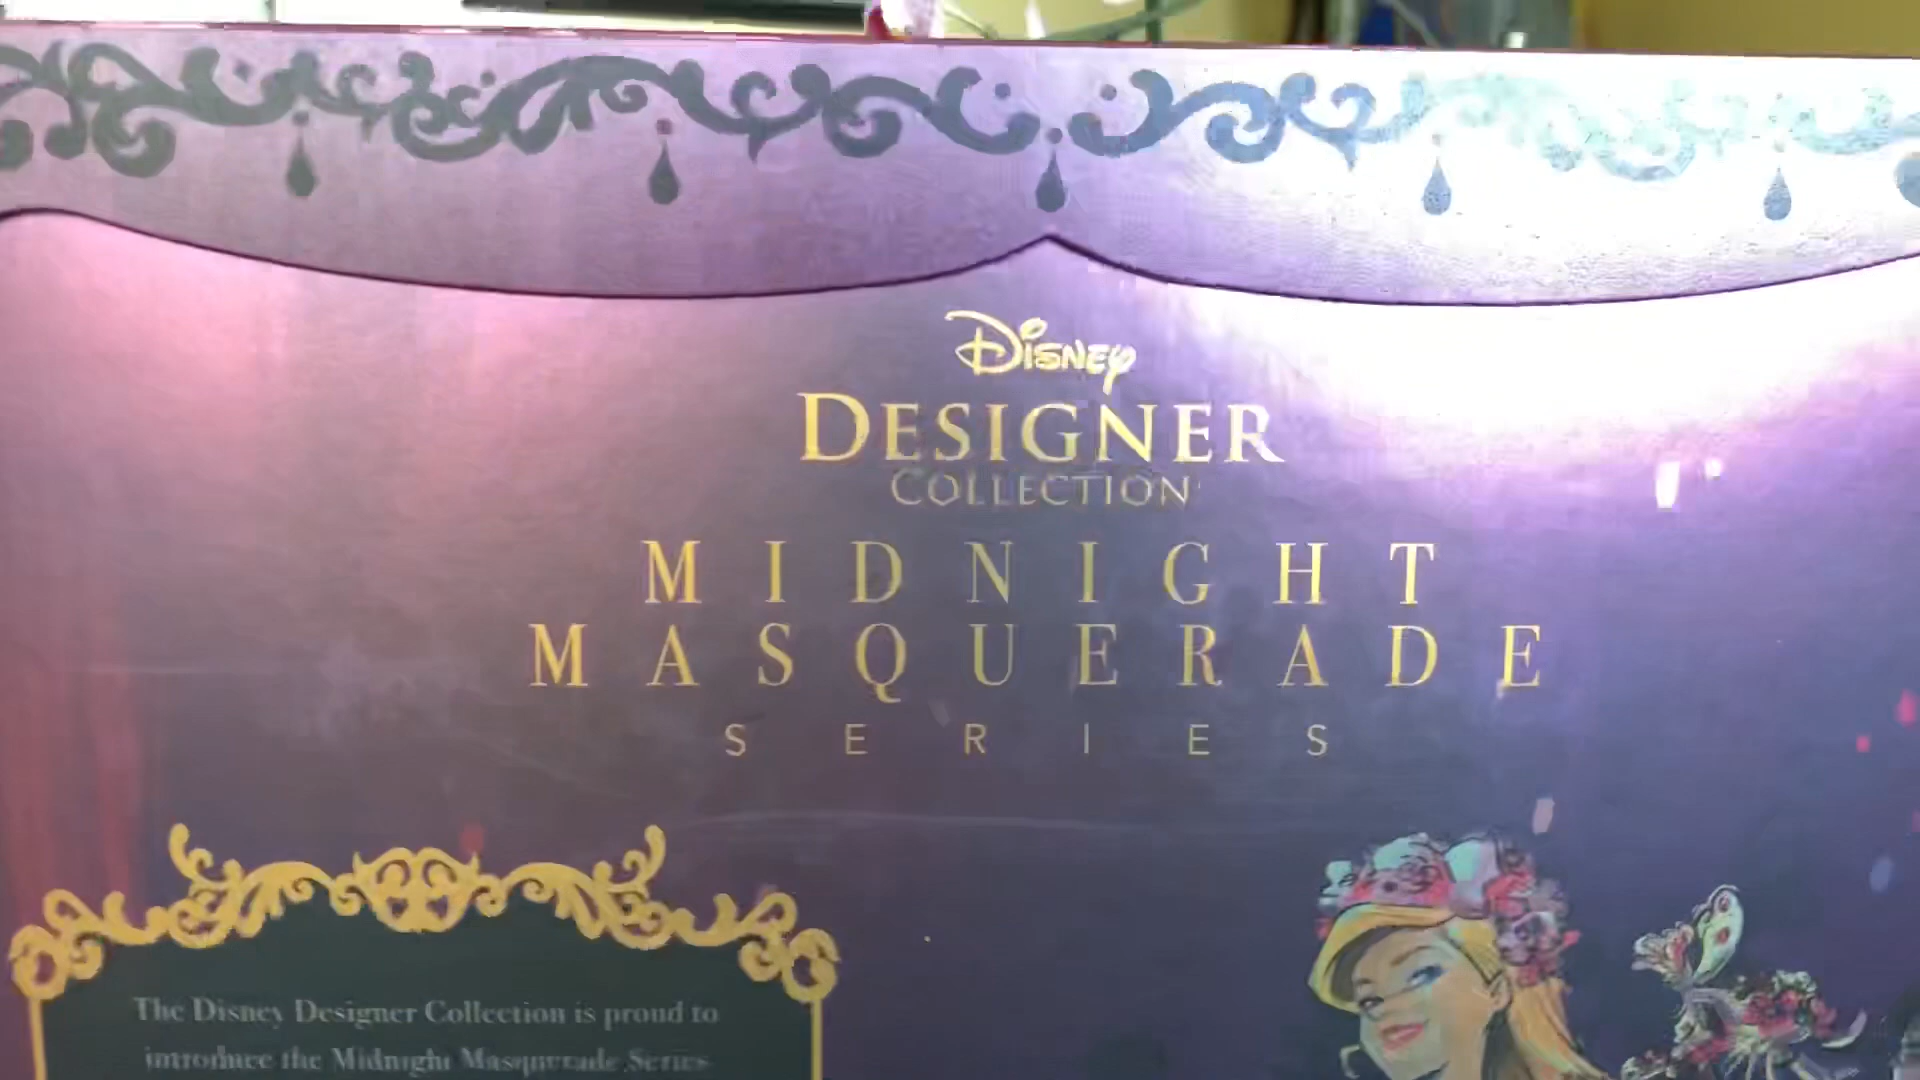 Disney
DESIGNER
COLLECTION
MIDNIGHT
MASQUERADE
SERIES
The Disney Designer Collection is proud to
introduce the Midnight Masquerade Series